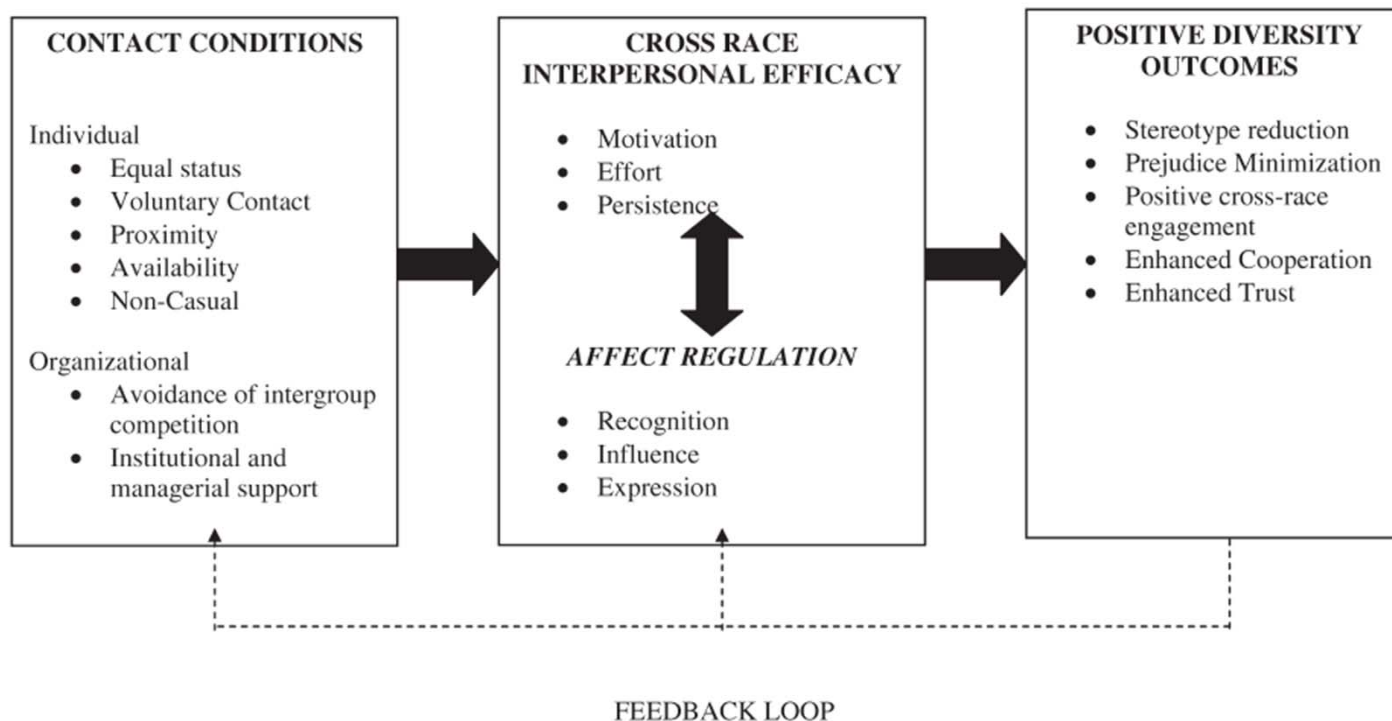 CONTACT CONDITIONS
Individual
• Equal status
• Voluntary Contact
• Proximity
• Availability
• Non-Casual
Organizational
• Avoidance of intergroup
competition
• Institutional and
managerial support
CROSS RACE
INTERPERSONAL EFFICACY
• Motivation
• Effort
• Persistence
AFFECT REGULATION
• Recognition
• Influence
• Expression
POSITIVE DIVERSITY
OUTCOMES
• Stereotype reduction
• Prejudice Minimization
• Positive cross-race
engagement
• Enhanced Cooperation
• Enhanced Trust
FEEDBACK LOOP